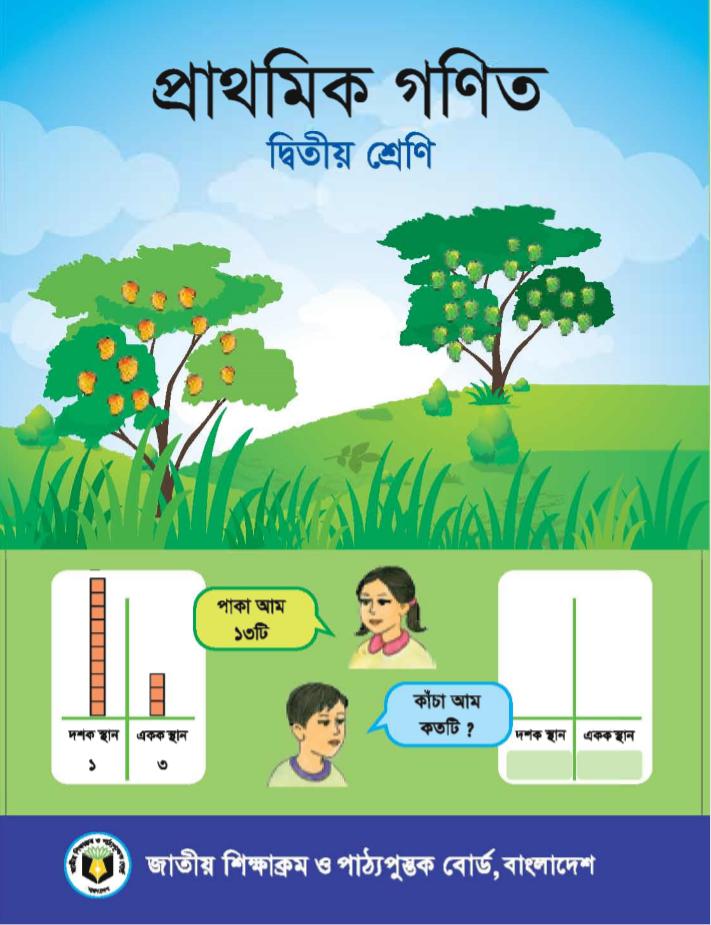 প্রাথমিক গণিত
দ্বিতীয় শ্রেণি
পাকা আম
১৩টি
কাঁচা আম
কতটি ?
দশক স্থান একক স্থান
১ ৩
দশক স্থান একক স্থান
জাতীয় শিক্ষাক্রম ও পাঠ্যপুস্তক বোর্ড, বাংলাদেশ